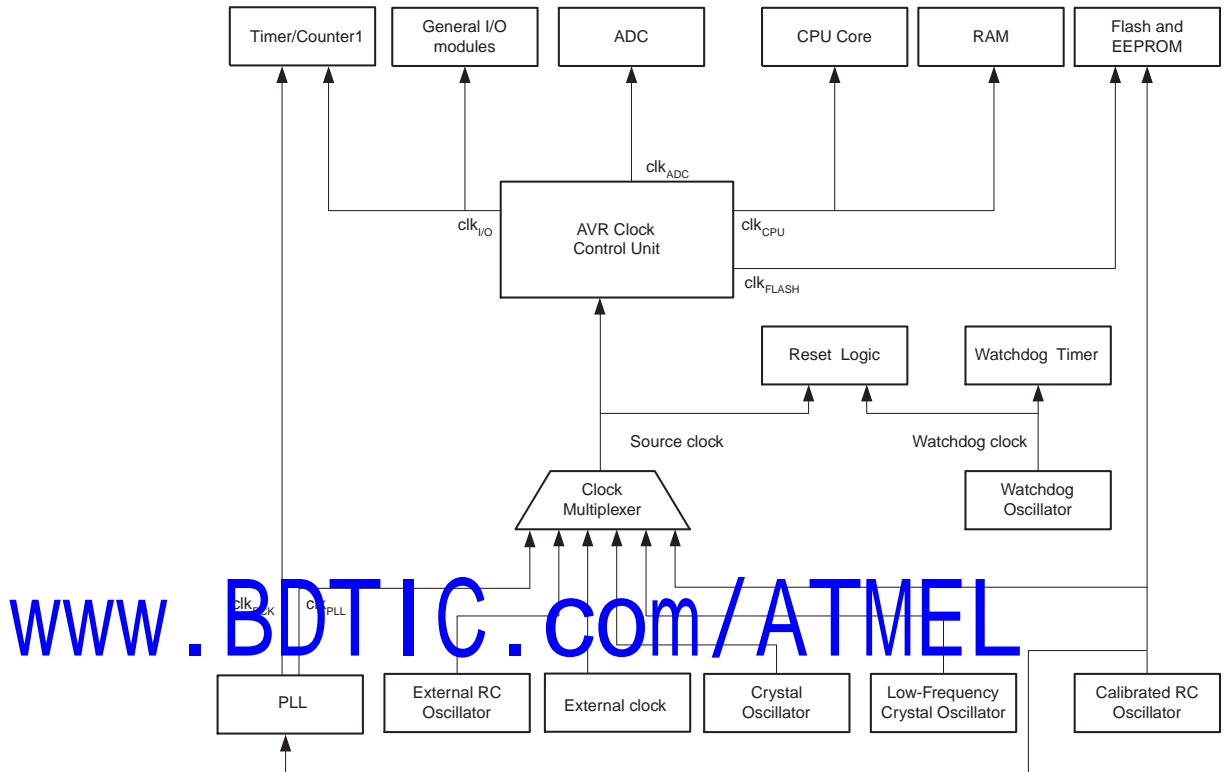 Timer/Counter1
General I/O
modules
ADC
CPU Core
RAM
Flash and
EEPROM
clkADC
clkI/O
AVR Clock
Control Unit
clkCPU
clkFLASH
Reset Logic
Watchdog Timer
Source clock
Watchdog clock
Clock
Multiplexer
Watchdog
Oscillator
clkPCK
clkPLL
www.BDTIC.com/ATMEL
PLL
External RC
Oscillator
External clock
Crystal
Oscillator
Low-Frequency
Crystal Oscillator
Calibrated RC
Oscillator